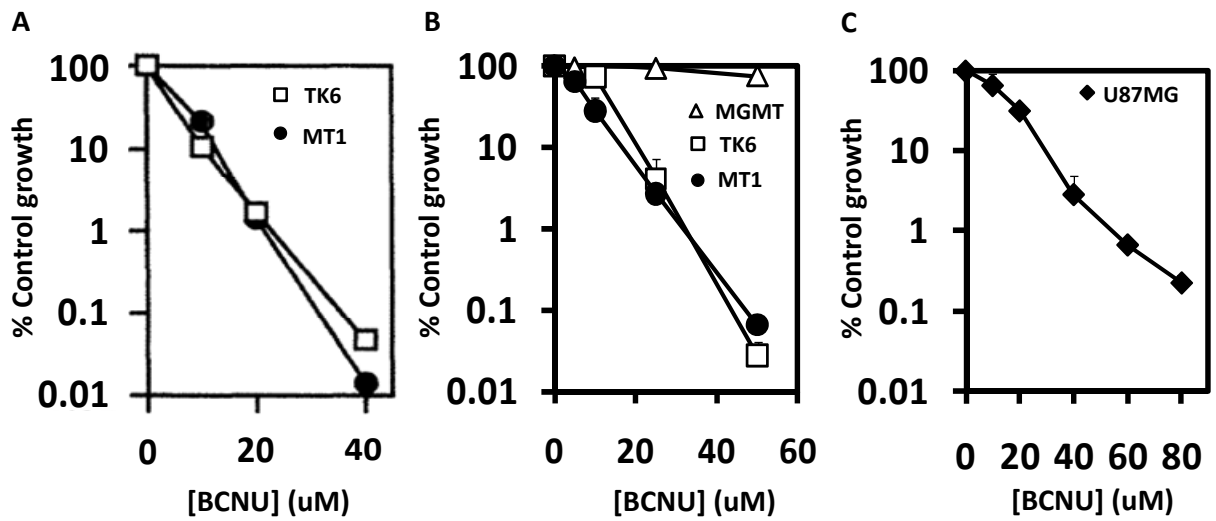 A
% Control growth
100
10
1
0.1
0.01
TK6
MT1
0
20
40
[BCNU] (uM)
B
% Control growth
100
10
1
0.1
0.01
MGMT
TK6
MT1
0
20
40
60
[BCNU] (uM)
C
% Control growth
100
10
1
0.1
0.01
U87MG
0
20
40
60
80
[BCNU] (uM)